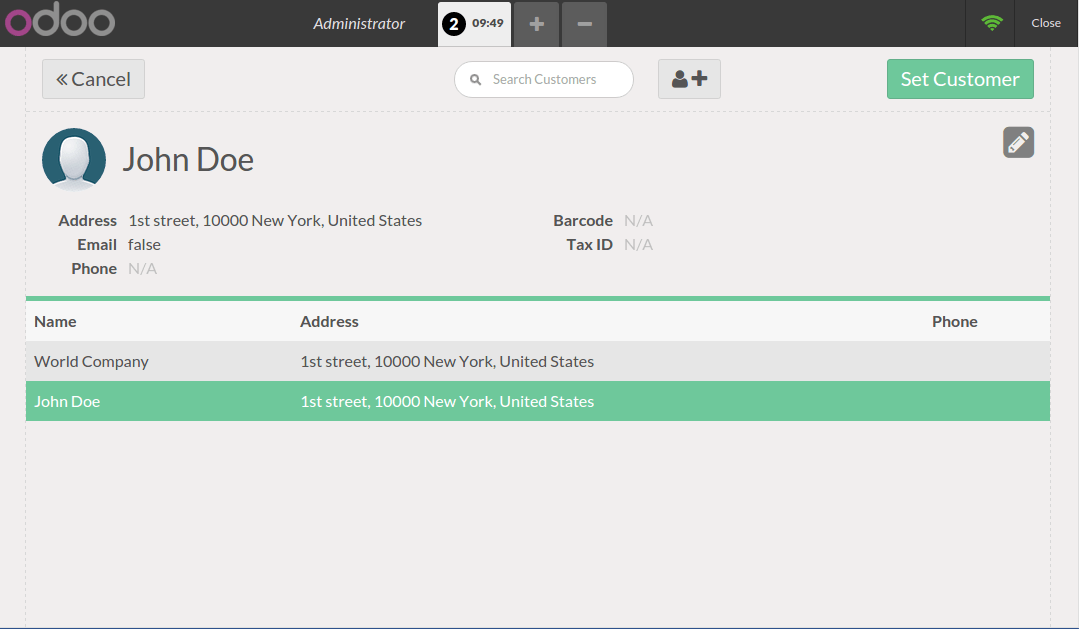 odoo Administrator 2 09:49 + − Close
« Cancel Search Customers + Set Customer
John Doe
Address 1st street, 10000 New York, United States Barcode N/A
Email false Tax ID N/A
Phone N/A
Name Address Phone
World Company 1st street, 10000 New York, United States
John Doe 1st street, 10000 New York, United States